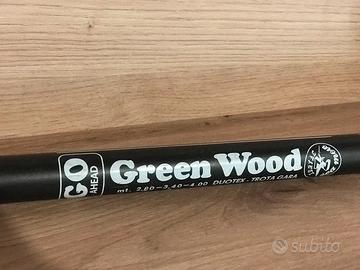 GO
AHEAD
Green Wood
mt. 2.80-3.40-4.00 DUOTEX - TROTA GARA
subito